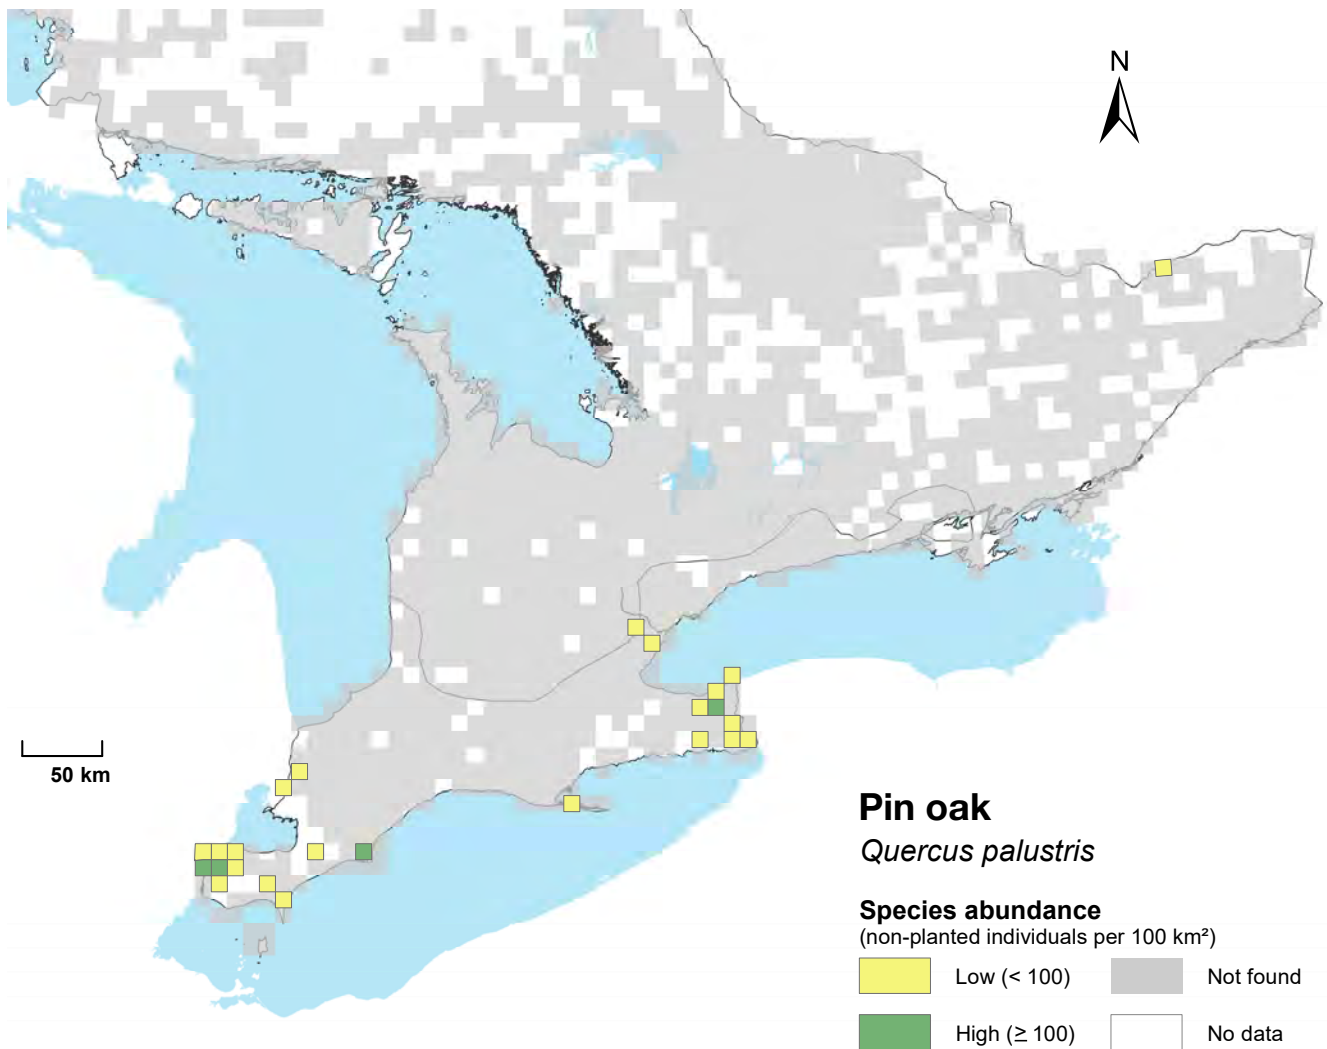 N
50 km
Pin oak
Quercus palustris
Species abundance
(non-planted individuals per 100 km²)
Low (< 100)
Not found
High (≥ 100)
No data